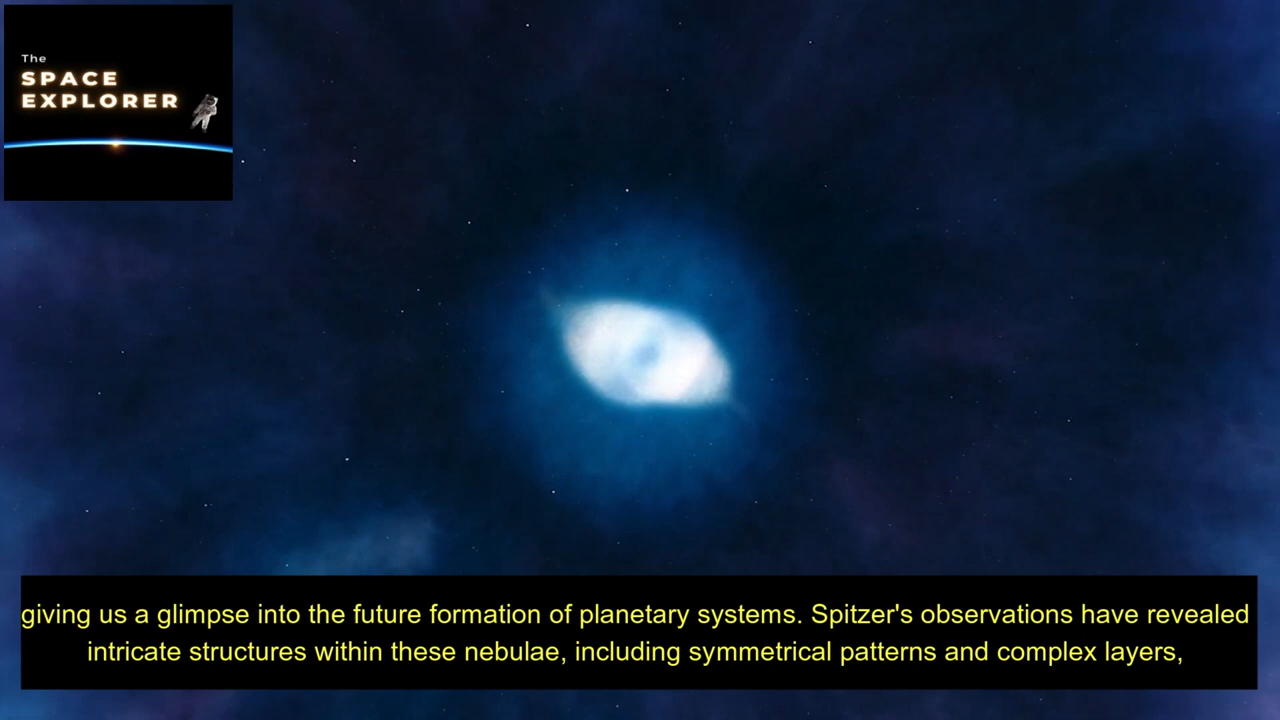 The
SPACE
EXPLORER
giving us a glimpse into the future formation of planetary systems. Spitzer's observations have revealed
intricate structures within these nebulae, including symmetrical patterns and complex layers,